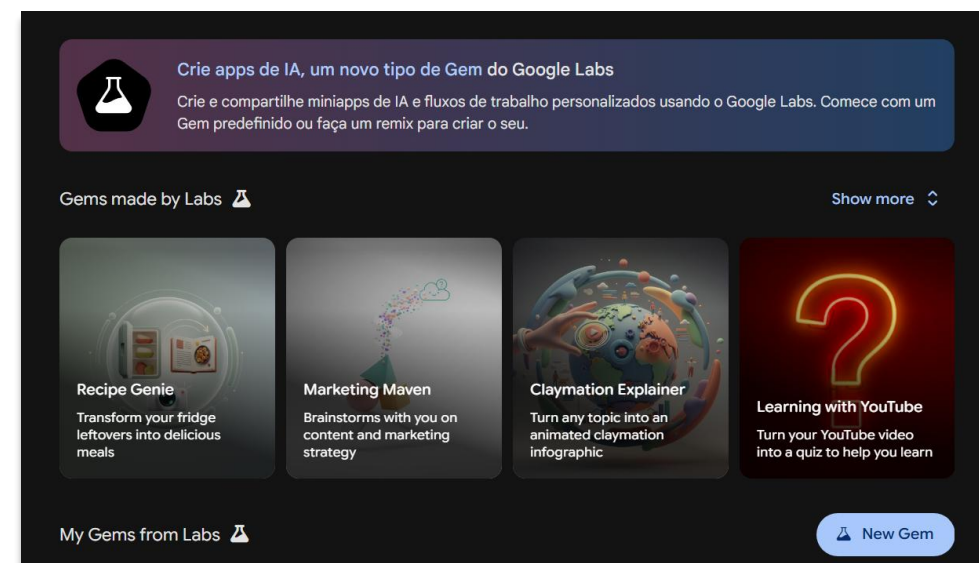 Crie apps de IA, um novo tipo de Gem do Google Labs
Crie e compartilhe miniapps de IA e fluxos de trabalho personalizados usando o Google Labs. Comece com um
Gem predefinido ou faça um remix para criar o seu.
Gems made by Labs
Show more
Recipe Genie
Transform your fridge
leftovers into delicious
meals
Marketing Maven
Brainstorms with you on
content and marketing
strategy
Claymation Explainer
Turn any topic into an
animated claymation
infographic
Learning with YouTube
Turn your YouTube video
into a quiz to help you learn
My Gems from Labs
New Gem